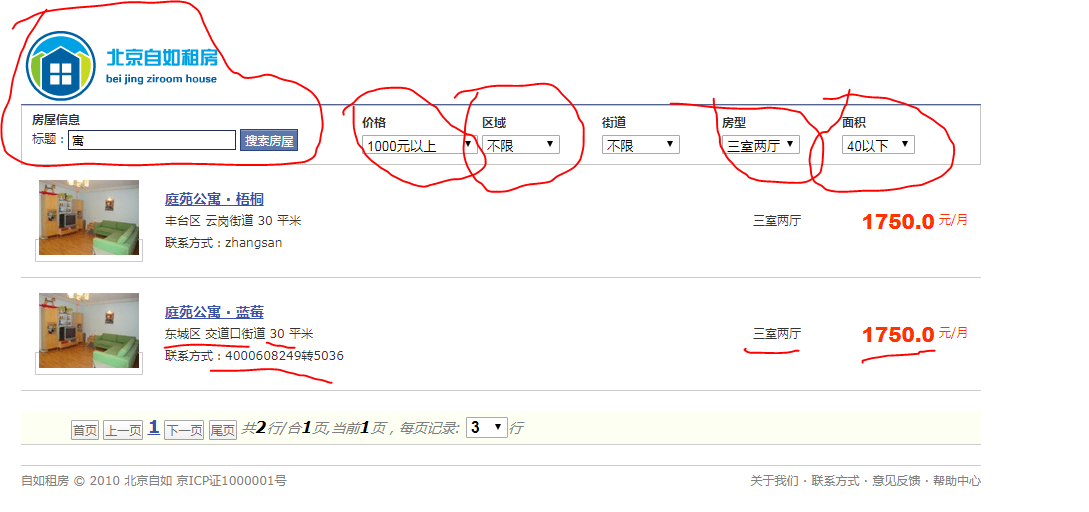 北京自如租房
bei jing ziroom house
房屋信息
标题：寓 搜索房屋
价格 区域 街道 房型 面积
1000元以上 不限 不限 三室两厅 40以下
庭苑公寓·梧桐
丰台区 云岗街道 30 平米 三室两厅 1750.0 元/月
联系方式：zhangsan
庭苑公寓·蓝莓
东城区 交道口街道 30 平米 三室两厅 1750.0 元/月
联系方式：4000608249转5036
首页 上一页 1 下一页 尾页 共2行/合1页,当前1页，每页记录: 3 行
自如租房 © 2010 北京自如 京ICP证1000001号 关于我们 · 联系方式 · 意见反馈 · 帮助中心